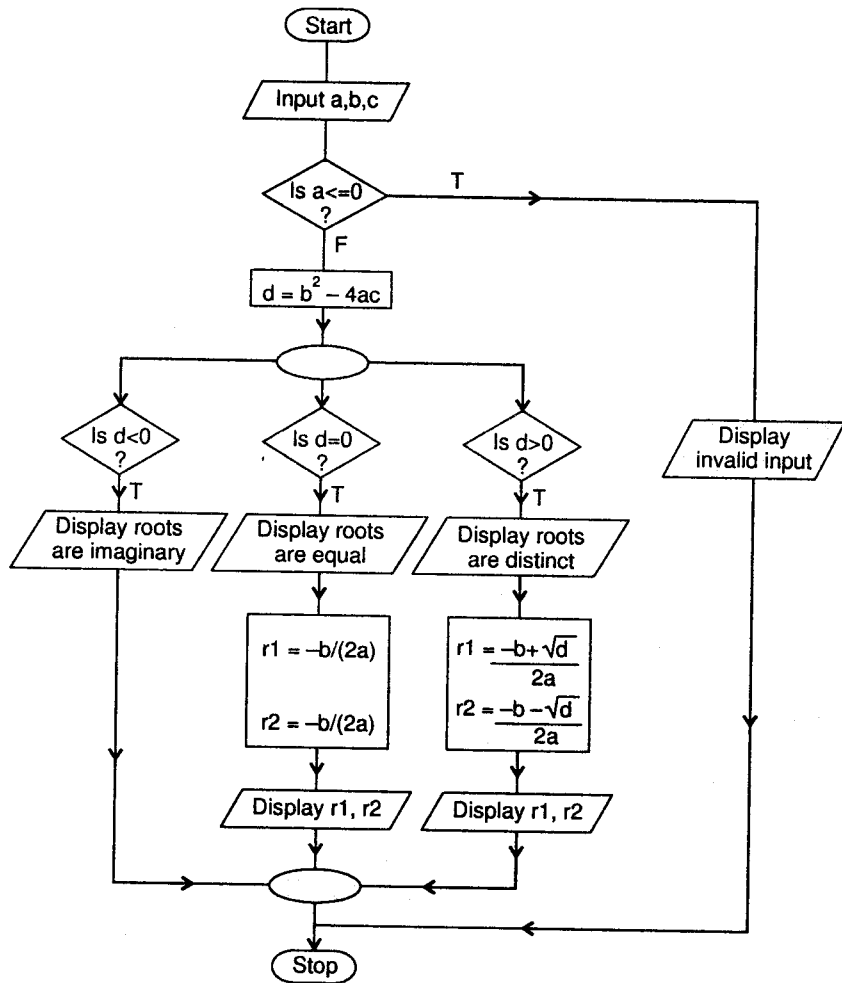 Start
Input a,b,c
Is a<=0
?
T
F
d = b² – 4ac
Is d<0
?
T
Is d=0
?
T
Is d>0
?
T
Display
invalid input
Display roots
are imaginary
Display roots
are equal
Display roots
are distinct
r1 = –b/(2a)
r2 = –b/(2a)
r1 = –b+ √d
2a
r2 = –b – √d
2a
Display r1, r2
Display r1, r2
Stop